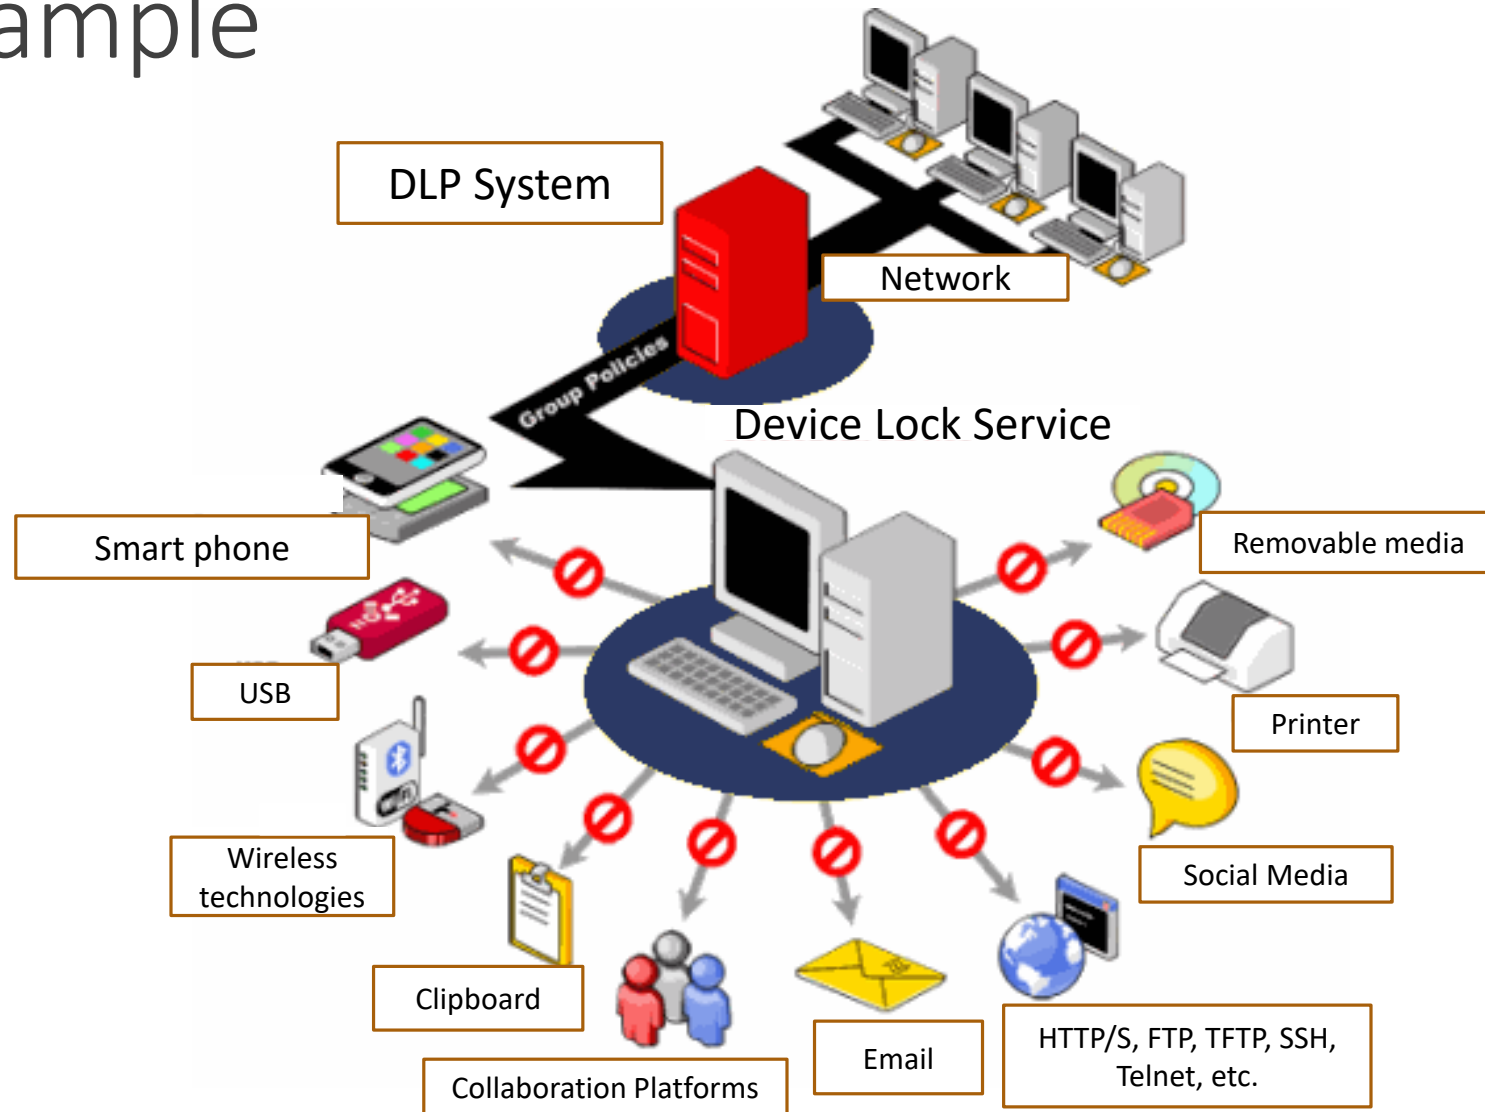 ample
DLP System
Network
Group Policies
Device Lock Service
Smart phone
Removable media
USB
Printer
Wireless
technologies
WiFi
Social Media
Clipboard
Collaboration Platforms
Email
HTTP/S, FTP, TFTP, SSH,
Telnet, etc.